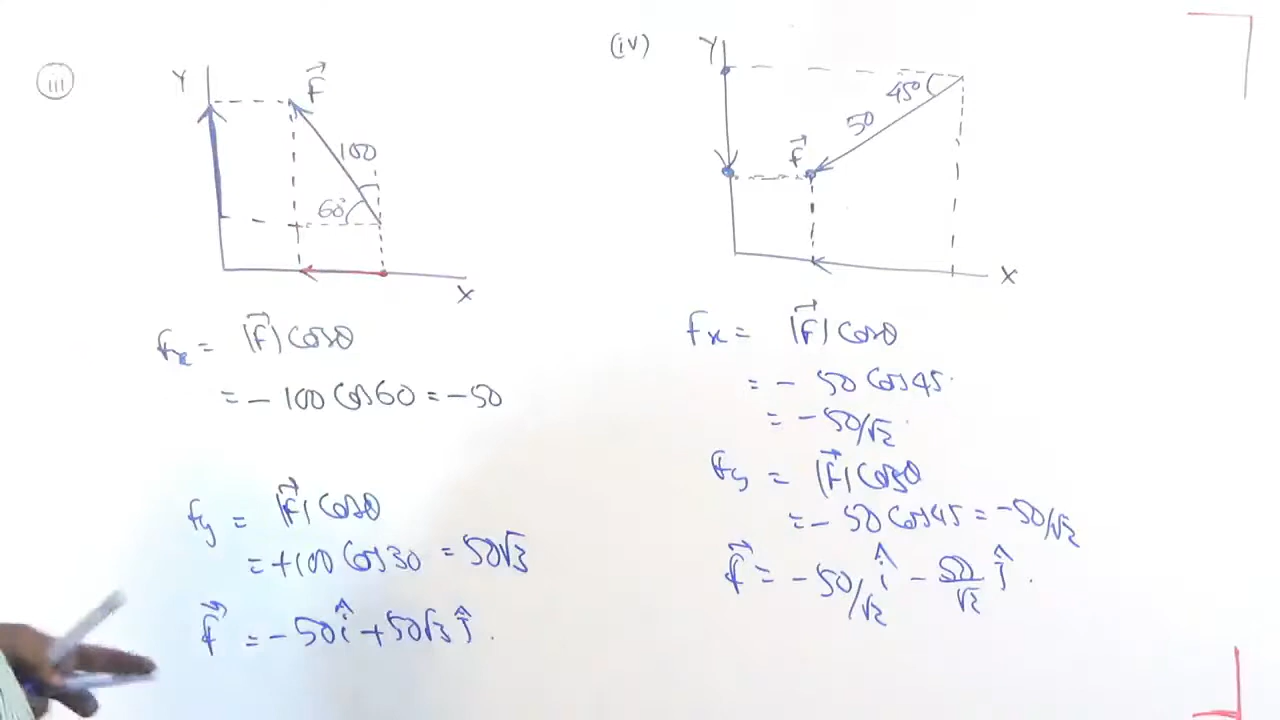 (iii)
Y
→F
100
60°
X
Fx = |→F| Cosθ
= – 100 Cos60 = –50
Fy = |→F| Cosθ
= +100 Cos30 = 50√3
→F = – 50î + 50√3 ĵ .
(iv)
Y
45°
50
→F
X
Fx = |→F| Cosθ
= – 50 Cos45.
= – 50/√2.
Fy = |→F| Cosθ
= – 50 Cos45 = –50/√2
→F = – 50/√2 î – 50/√2 ĵ .